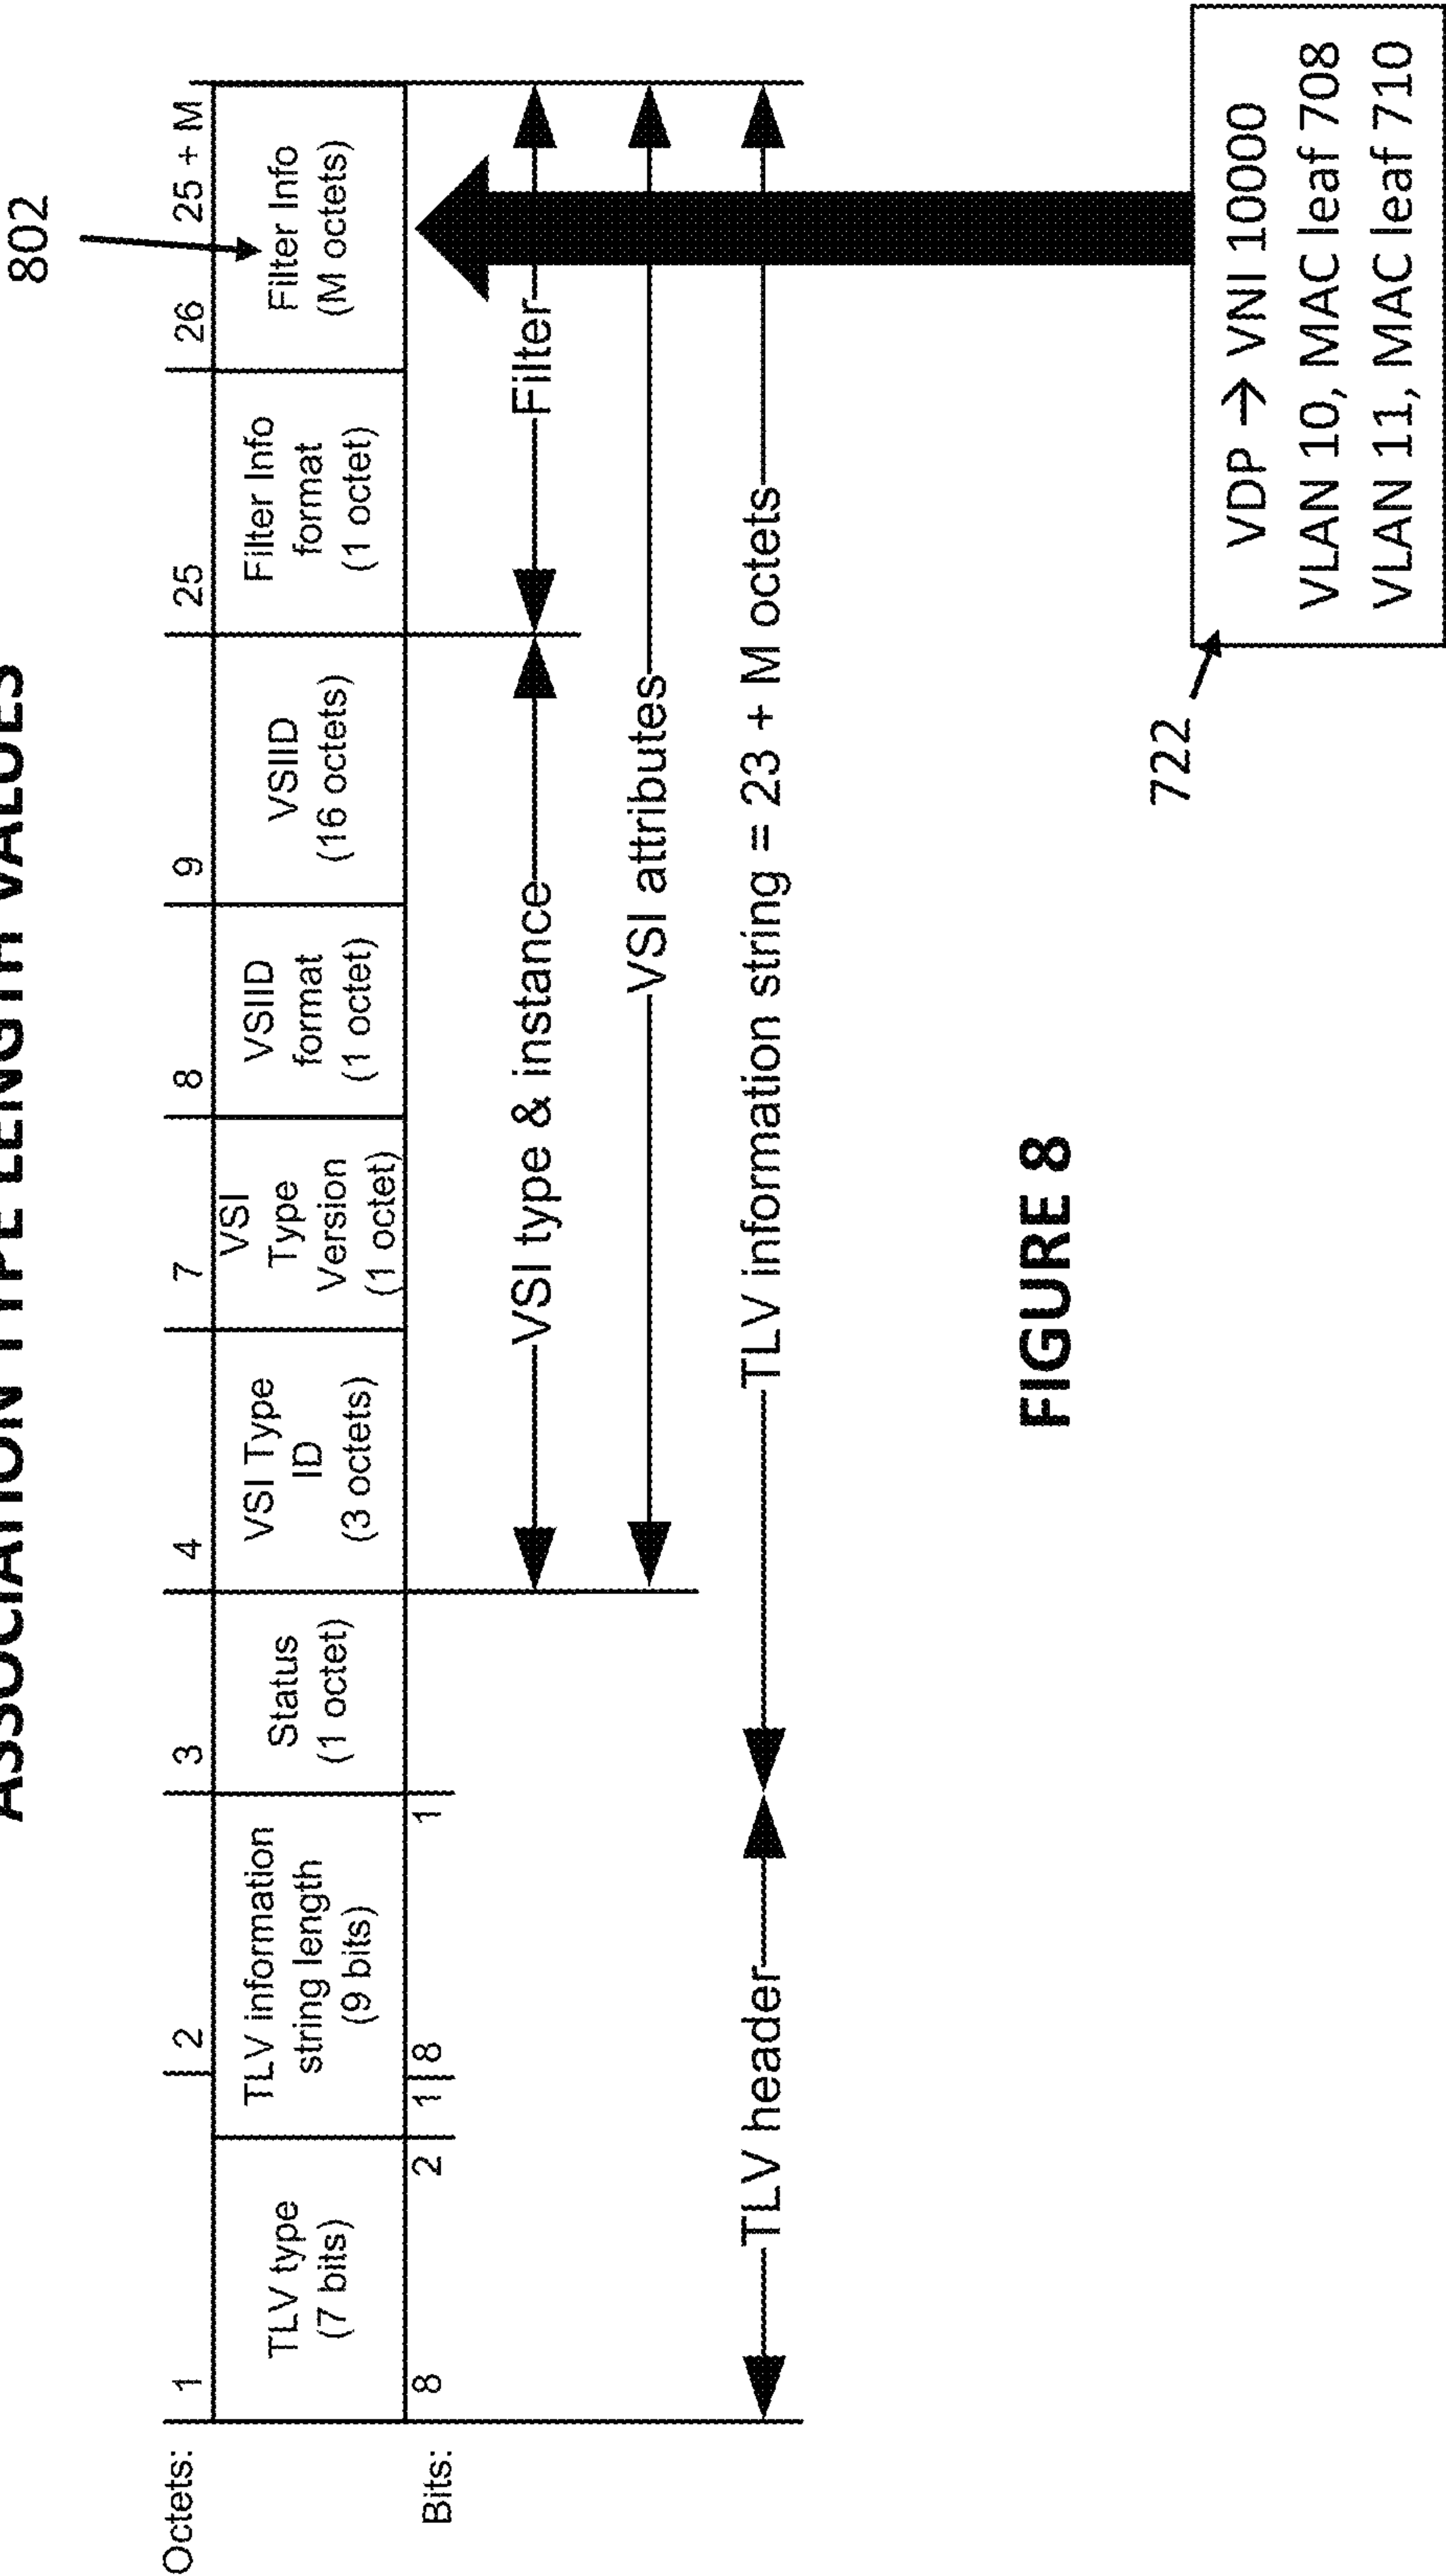 ASSOCIATION TYPE LENGTH VALUES
802
Octets:
1
2
3
4
7
8
9
25
26
25 + M
TLV type
(7 bits)
TLV information
string length
(9 bits)
Status
(1 octet)
VSI Type
ID
(3 octets)
VSI
Type
Version
(1 octet)
VSIID
format
(1 octet)
VSIID
(16 octets)
Filter Info
format
(1 octet)
Filter Info
(M octets)
Bits:
8
2
1
8
1
VSI type & instance
Filter
VSI attributes
TLV header
TLV information string = 23 + M octets
722
VDP → VNI 10000
VLAN 10, MAC leaf 708
VLAN 11, MAC leaf 710
FIGURE 8